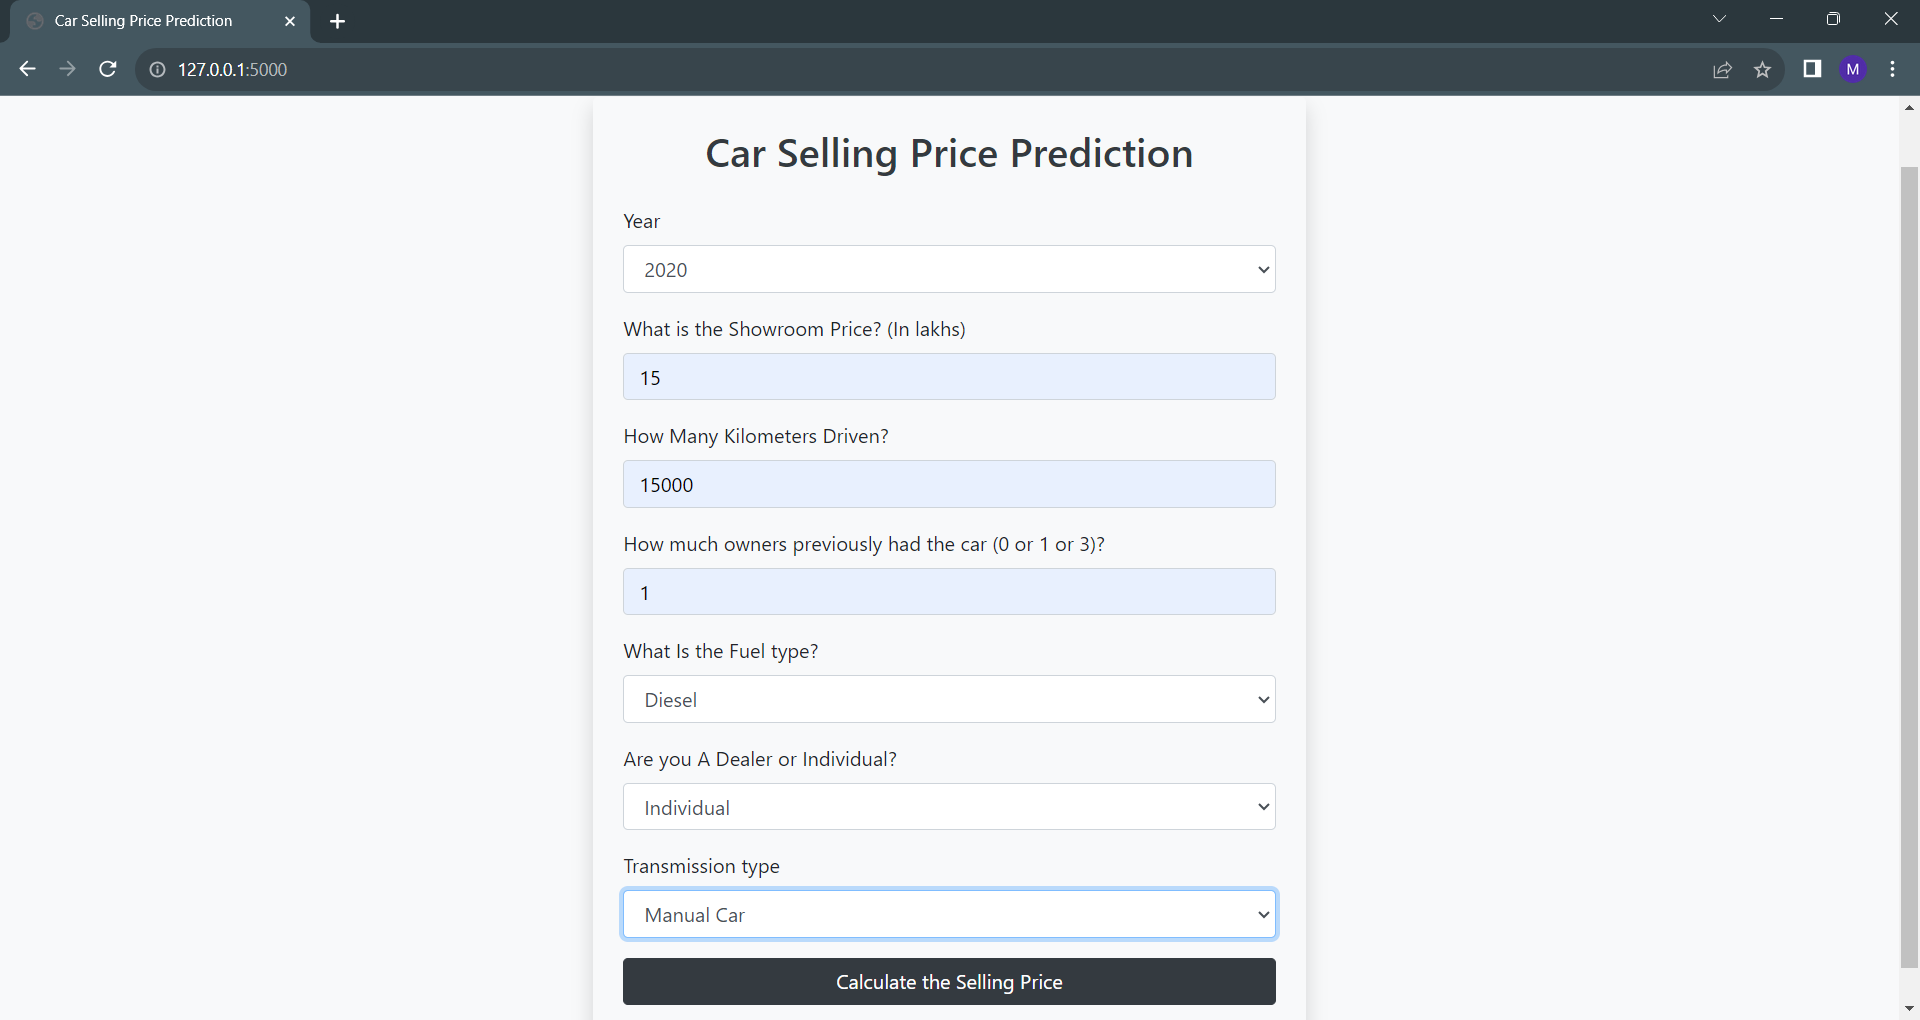 Car Selling Price Prediction
127.0.0.1:5000
M
Car Selling Price Prediction
Year
2020
What is the Showroom Price? (In lakhs)
15
How Many Kilometers Driven?
15000
How much owners previously had the car (0 or 1 or 3)?
1
What Is the Fuel type?
Diesel
Are you A Dealer or Individual?
Individual
Transmission type
Manual Car
Calculate the Selling Price